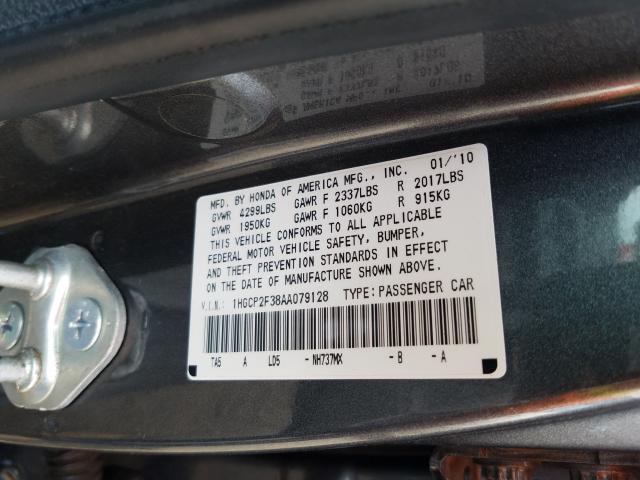 MFD. BY HONDA OF AMERICA MFG., INC. 01/'10
GVWR 4299LBS GAWR F 2337LBS R 2017LBS
GVWR 1950KG GAWR F 1060KG R 915KG
THIS VEHICLE CONFORMS TO ALL APPLICABLE
FEDERAL MOTOR VEHICLE SAFETY, BUMPER,
AND THEFT PREVENTION STANDARDS IN EFFECT
ON THE DATE OF MANUFACTURE SHOWN ABOVE.
V.I.N.: 1HGCP2F38AA079128 TYPE:PASSENGER CAR
TA5 A LD5 -NH737MX -B -A